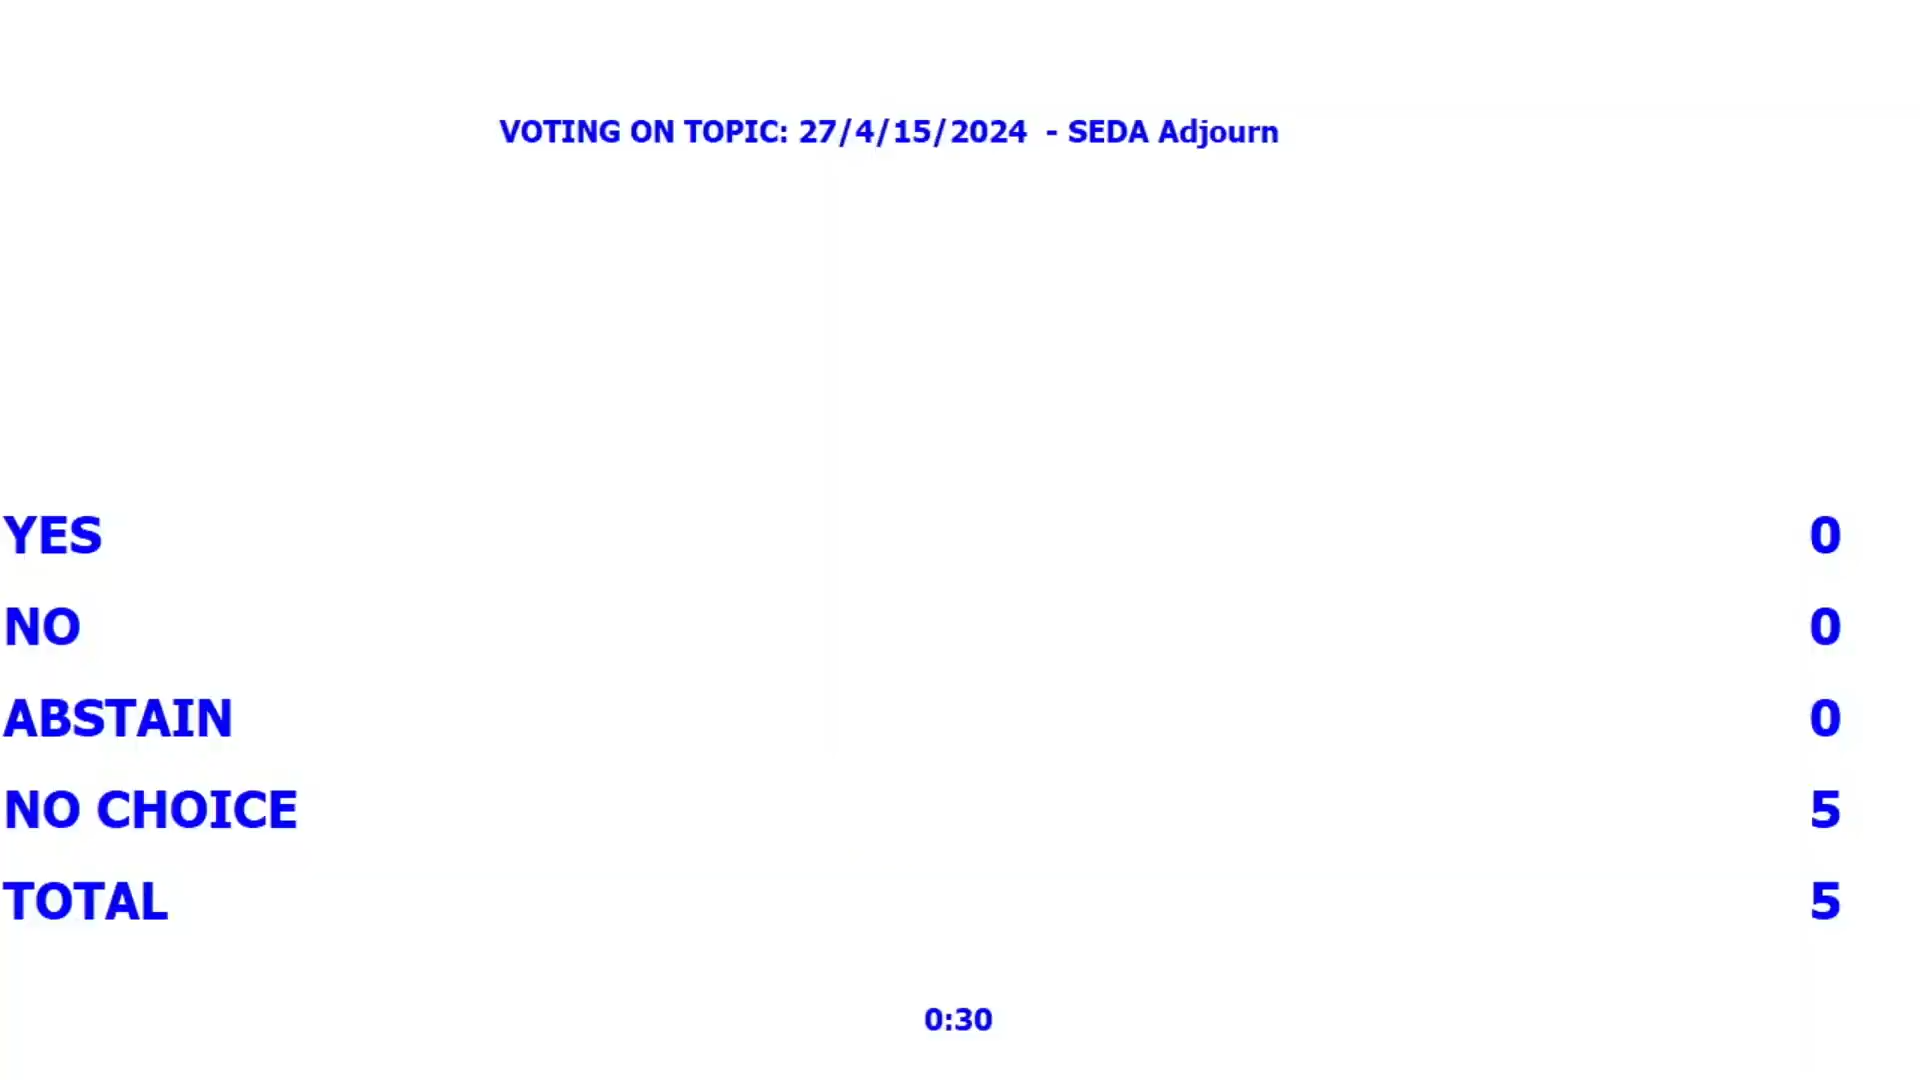 VOTING ON TOPIC: 27/4/15/2024 - SEDA Adjourn
YES 0
NO 0
ABSTAIN 0
NO CHOICE 5
TOTAL 5
0:30